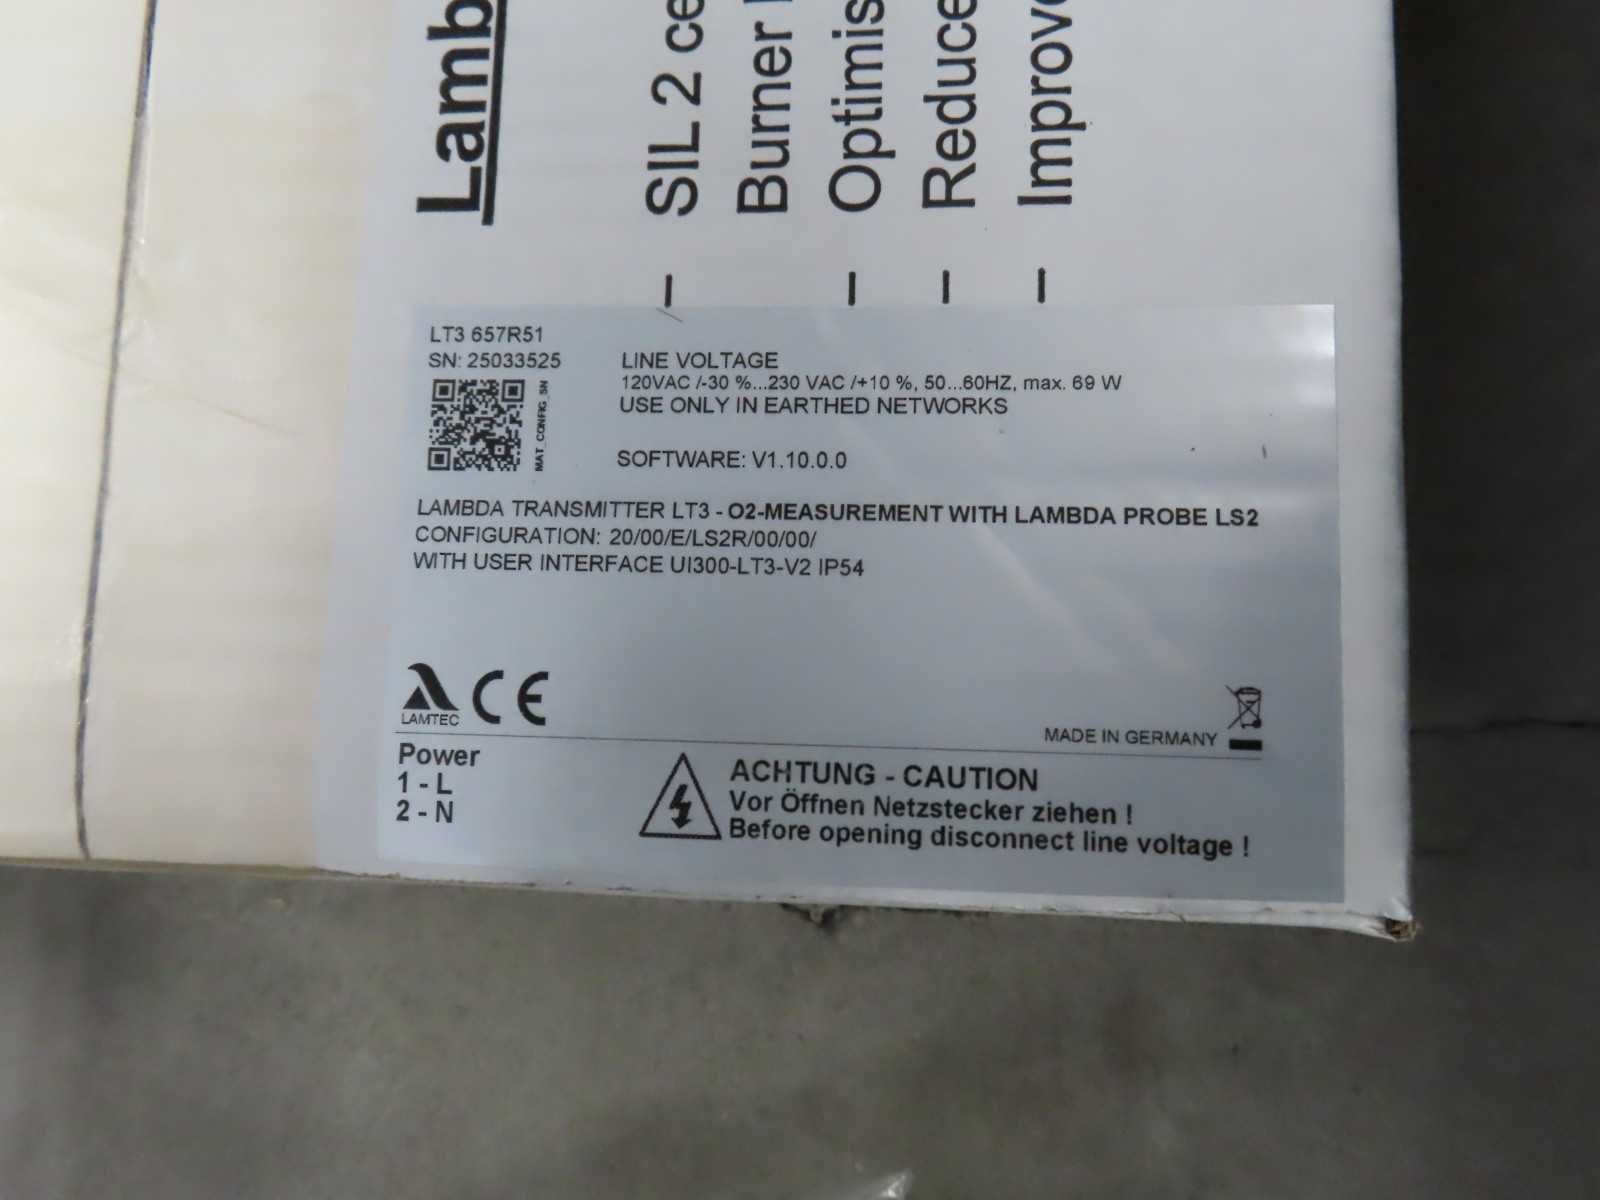 Lamb
– SIL 2 ce
Burner
– Optimis
– Reduce
– Improv
LT3 657R51
SN: 25033525
MAT_CONFIG_SN
LINE VOLTAGE
120VAC /-30 %...230 VAC /+10 %, 50...60HZ, max. 69 W
USE ONLY IN EARTHED NETWORKS
SOFTWARE: V1.10.0.0
LAMBDA TRANSMITTER LT3 - O2-MEASUREMENT WITH LAMBDA PROBE LS2
CONFIGURATION: 20/00/E/LS2R/00/00/
WITH USER INTERFACE UI300-LT3-V2 IP54
LAMTEC
CE
MADE IN GERMANY
Power
1 - L
2 - N
ACHTUNG - CAUTION
Vor Öffnen Netzstecker ziehen !
Before opening disconnect line voltage !